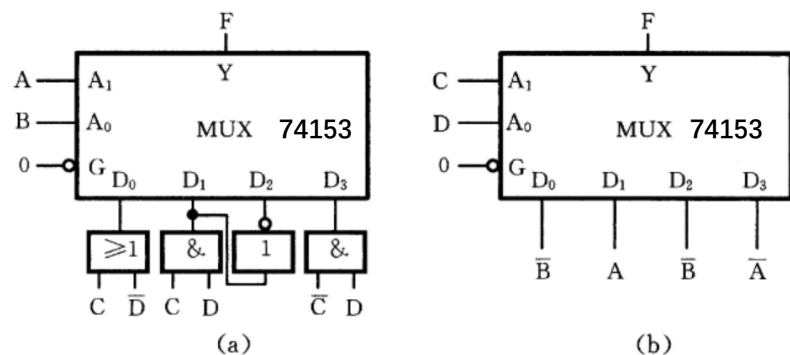 F F
Y Y
A A₁ C A₁
B A₀ MUX 74153 D A₀ MUX 74153
0 G 0 G
D₀ D₁ D₂ D₃ D₀ D₁ D₂ D₃
≥1 & 1 &
B̅ A B̅ A̅
C D̅ C D C̅ D
(a) (b)